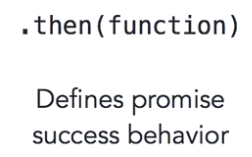 .then(function)
Defines promise
success behavior